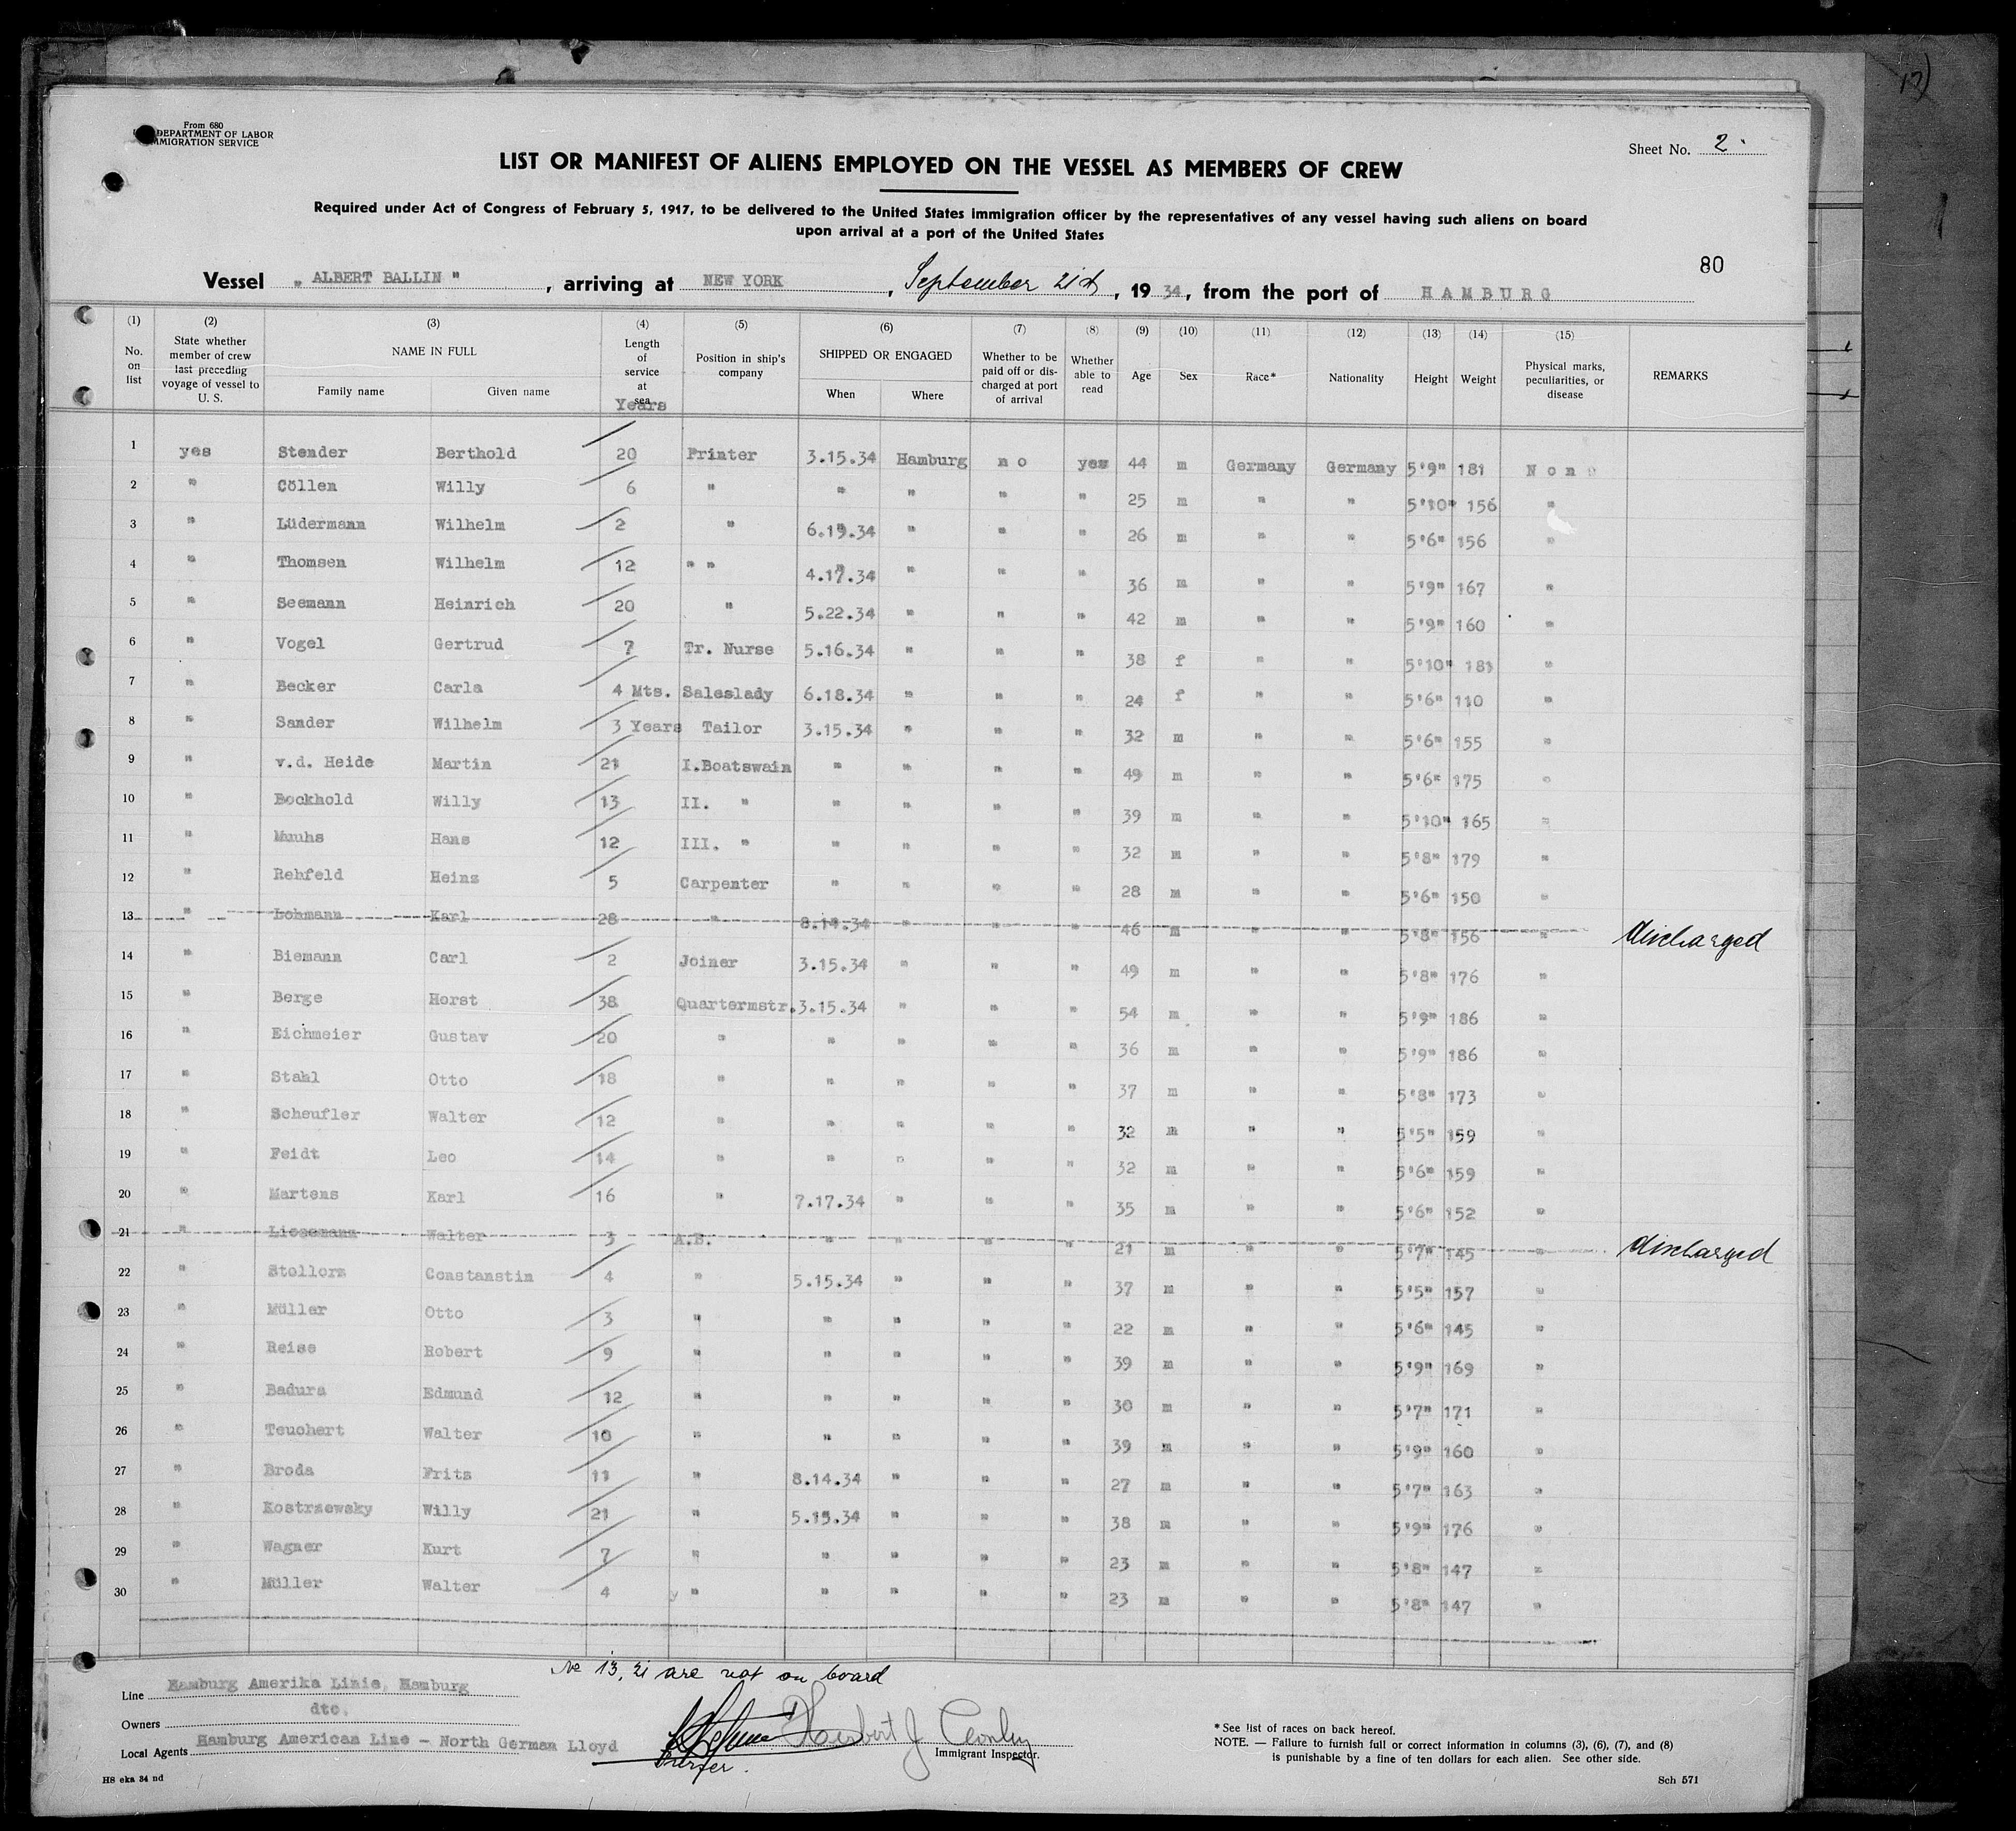 From 680
DEPARTMENT OF LABOR
IMMIGRATION SERVICE
Sheet No. 2
LIST OR MANIFEST OF ALIENS EMPLOYED ON THE VESSEL AS MEMBERS OF CREW
Required under Act of Congress of February 5, 1917, to be delivered to the United States Immigration officer by the representatives of any vessel having such aliens on board
upon arrival at a port of the United States
80
Vessel „ ALBERT BALLIN " , arriving at NEW YORK , September 21st , 19 34 , from the port of HAMBURG
(1) (2) (3) (4) (5) (6) (7) (8) (9) (10) (11) (12) (13) (14) (15)
No. on list | State whether member of crew last preceding voyage of vessel to U. S. | NAME IN FULL Family name Given name | Length of service at sea Years | Position in ship's company | SHIPPED OR ENGAGED When Where | Whether to be paid off or discharged at port of arrival | Whether able to read | Age | Sex | Race* | Nationality | Height | Weight | Physical marks, peculiarities, or disease | REMARKS
1 yes Stender Berthold 20 Printer 3.15.34 Hamburg no yes 44 m Germany Germany 5'9" 181 None
2 " Cöllen Willy 6 " " " " " 25 m " " 5'10" 156 "
3 " Lüdermann Wilhelm 2 " 6.19.34 " " " 26 m " " 5'6" 156 "
4 " Thomsen Wilhelm 12 " " 4.17.34 " " " 36 m " " 5'9" 167 "
5 " Seemann Heinrich 20 " 5.22.34 " " " 42 m " " 5'9" 160 "
6 " Vogel Gertrud 7 Tr. Nurse 5.16.34 " " " 38 f " " 5'10" 181 "
7 " Becker Carla 4 Mts. Saleslady 6.18.34 " " " 24 f " " 5'6" 110 "
8 " Sander Wilhelm 3 Years Tailor 3.15.34 " " " 32 m " " 5'6" 155 "
9 " v.d. Heide Martin 21 I.Boatswain " " " " 49 m " " 5'6" 175 "
10 " Bockhold Willy 13 II. " " " " " 39 m " " 5'10" 165 "
11 " Muuhs Hans 12 III. " " " " " 32 m " " 5'8" 179 "
12 " Rehfeld Heinz 5 Carpenter " " " " 28 m " " 5'6" 150 "
13 " Lohmann Karl 28 " 8.14.34 " " " 46 m " " 5'8" 156 " discharged
14 " Biemann Carl 2 Joiner 3.15.34 " " " 49 m " " 5'8" 176 "
15 " Berge Horst 38 Quartermstr. 3.15.34 " " " 54 m " " 5'9" 186 "
16 " Eichmeier Gustav 20 " " " " " 36 m " " 5'9" 186 "
17 " Stahl Otto 18 " " " " " 37 m " " 5'8" 173 "
18 " Scheufler Walter 12 " " " " " 32 m " " 5'5" 159 "
19 " Feidt Leo 14 " " " " " 32 m " " 5'6" 159 "
20 " Martens Karl 16 " 7.17.34 " " " 35 m " " 5'6" 152 "
21 " Liesemann Walter 3 A.B. " " " " 21 m " " 5'7" 145 " discharged
22 " Stollorz Constanstin 4 " 5.15.34 " " " 37 m " " 5'5" 157 "
23 " Müller Otto 3 " " " " " 22 m " " 5'6" 145 "
24 " Reise Robert 9 " " " " " 39 m " " 5'9" 169 "
25 " Badura Edmund 12 " " " " " 30 m " " 5'7" 171 "
26 " Teuchert Walter 10 " " " " " 39 m " " 5'9" 160 "
27 " Broda Fritz 11 " 8.14.34 " " " 27 m " " 5'7" 163 "
28 " Kostrzewsky Willy 21 " 5.15.34 " " " 38 m " " 5'9" 176 "
29 " Wagner Kurt 7 " " " " " 23 m " " 5'8" 147 "
30 " Müller Walter 4 " " " " " 23 m " " 5'8" 147 "
No 13, 21 are not on board
Line Hamburg Amerika Linie, Hamburg
Owners dto.
Local Agents Hamburg American Line - North German Lloyd
Herbert J
Immigrant Inspector.
*See list of races on back hereof.
NOTE. — Failure to furnish full or correct information in columns (3), (6), (7), and (8)
is punishable by a fine of ten dollars for each alien. See other side.
HS eka 34 nd
Sch 571